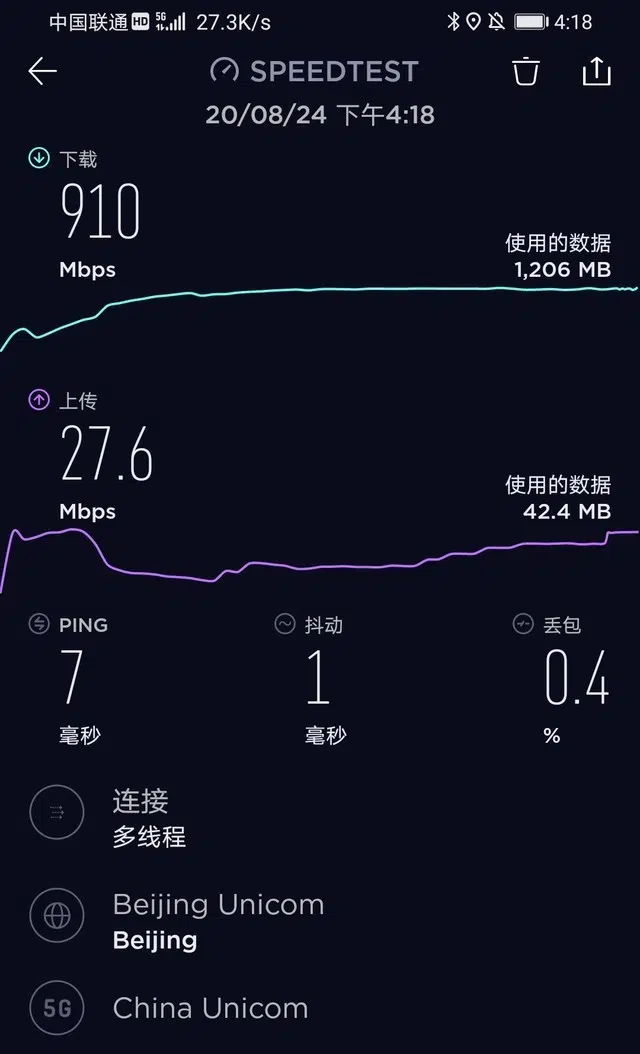 中国联通 HD 5G 27.3K/s 4:18
SPEEDTEST
20/08/24 下午4:18
下载
910
Mbps
使用的数据
1,206 MB
上传
27.6
Mbps
使用的数据
42.4 MB
PING 抖动 丢包
7 1 0.4
毫秒 毫秒 %
连接
多线程
Beijing Unicom
Beijing
5G China Unicom